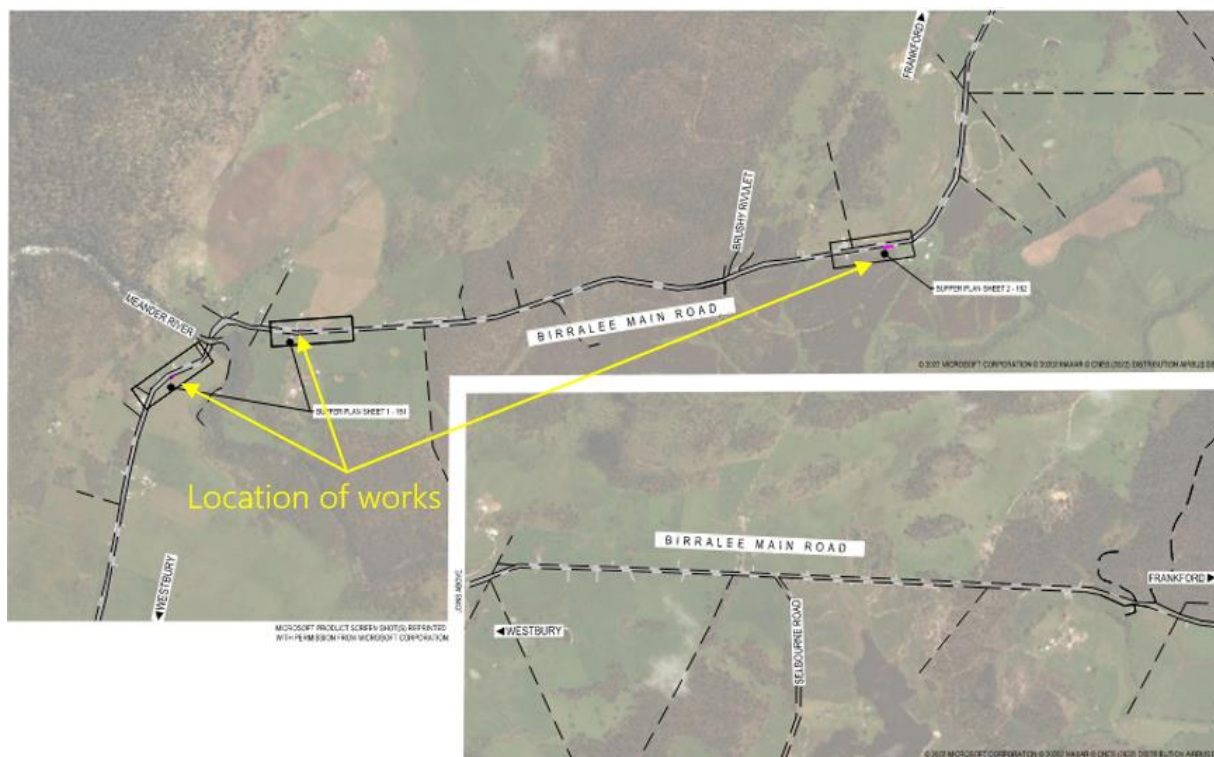 FRANKFORD
BRUSHY RIVULET
MEANDER RIVER
BIRRALEE MAIN ROAD
BUFFER PLAN SHEET 2 - 152
BUFFER PLAN SHEET 1 - 151
Location of works
WESTBURY
MICROSOFT PRODUCT SCREEN SHOT(S) REPRINTED
WITH PERMISSION FROM MICROSOFT CORPORATION.
JOINS ABOVE
BIRRALEE MAIN ROAD
FRANKFORD
WESTBURY
SELBOURNE ROAD